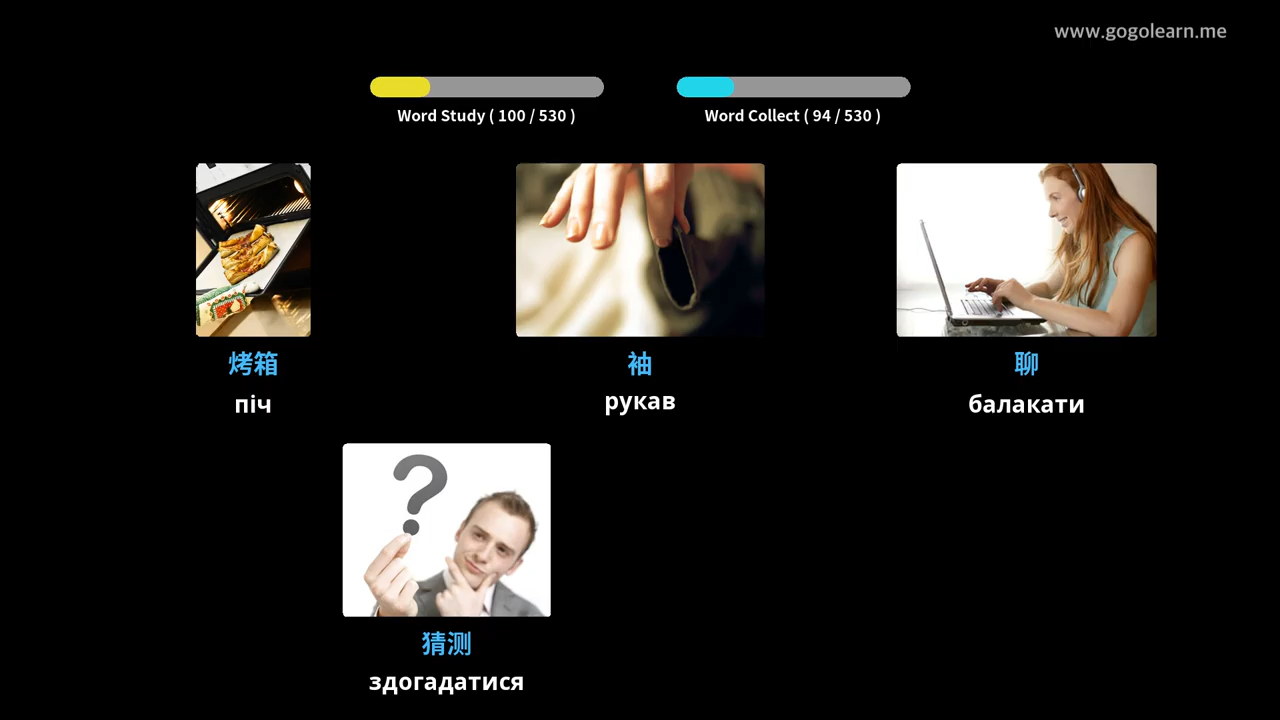 www.gogolearn.me
Word Study ( 100 / 530 )
Word Collect ( 94 / 530 )
烤箱
піч
袖
рукав
聊
балакати
猜测
здогадатися